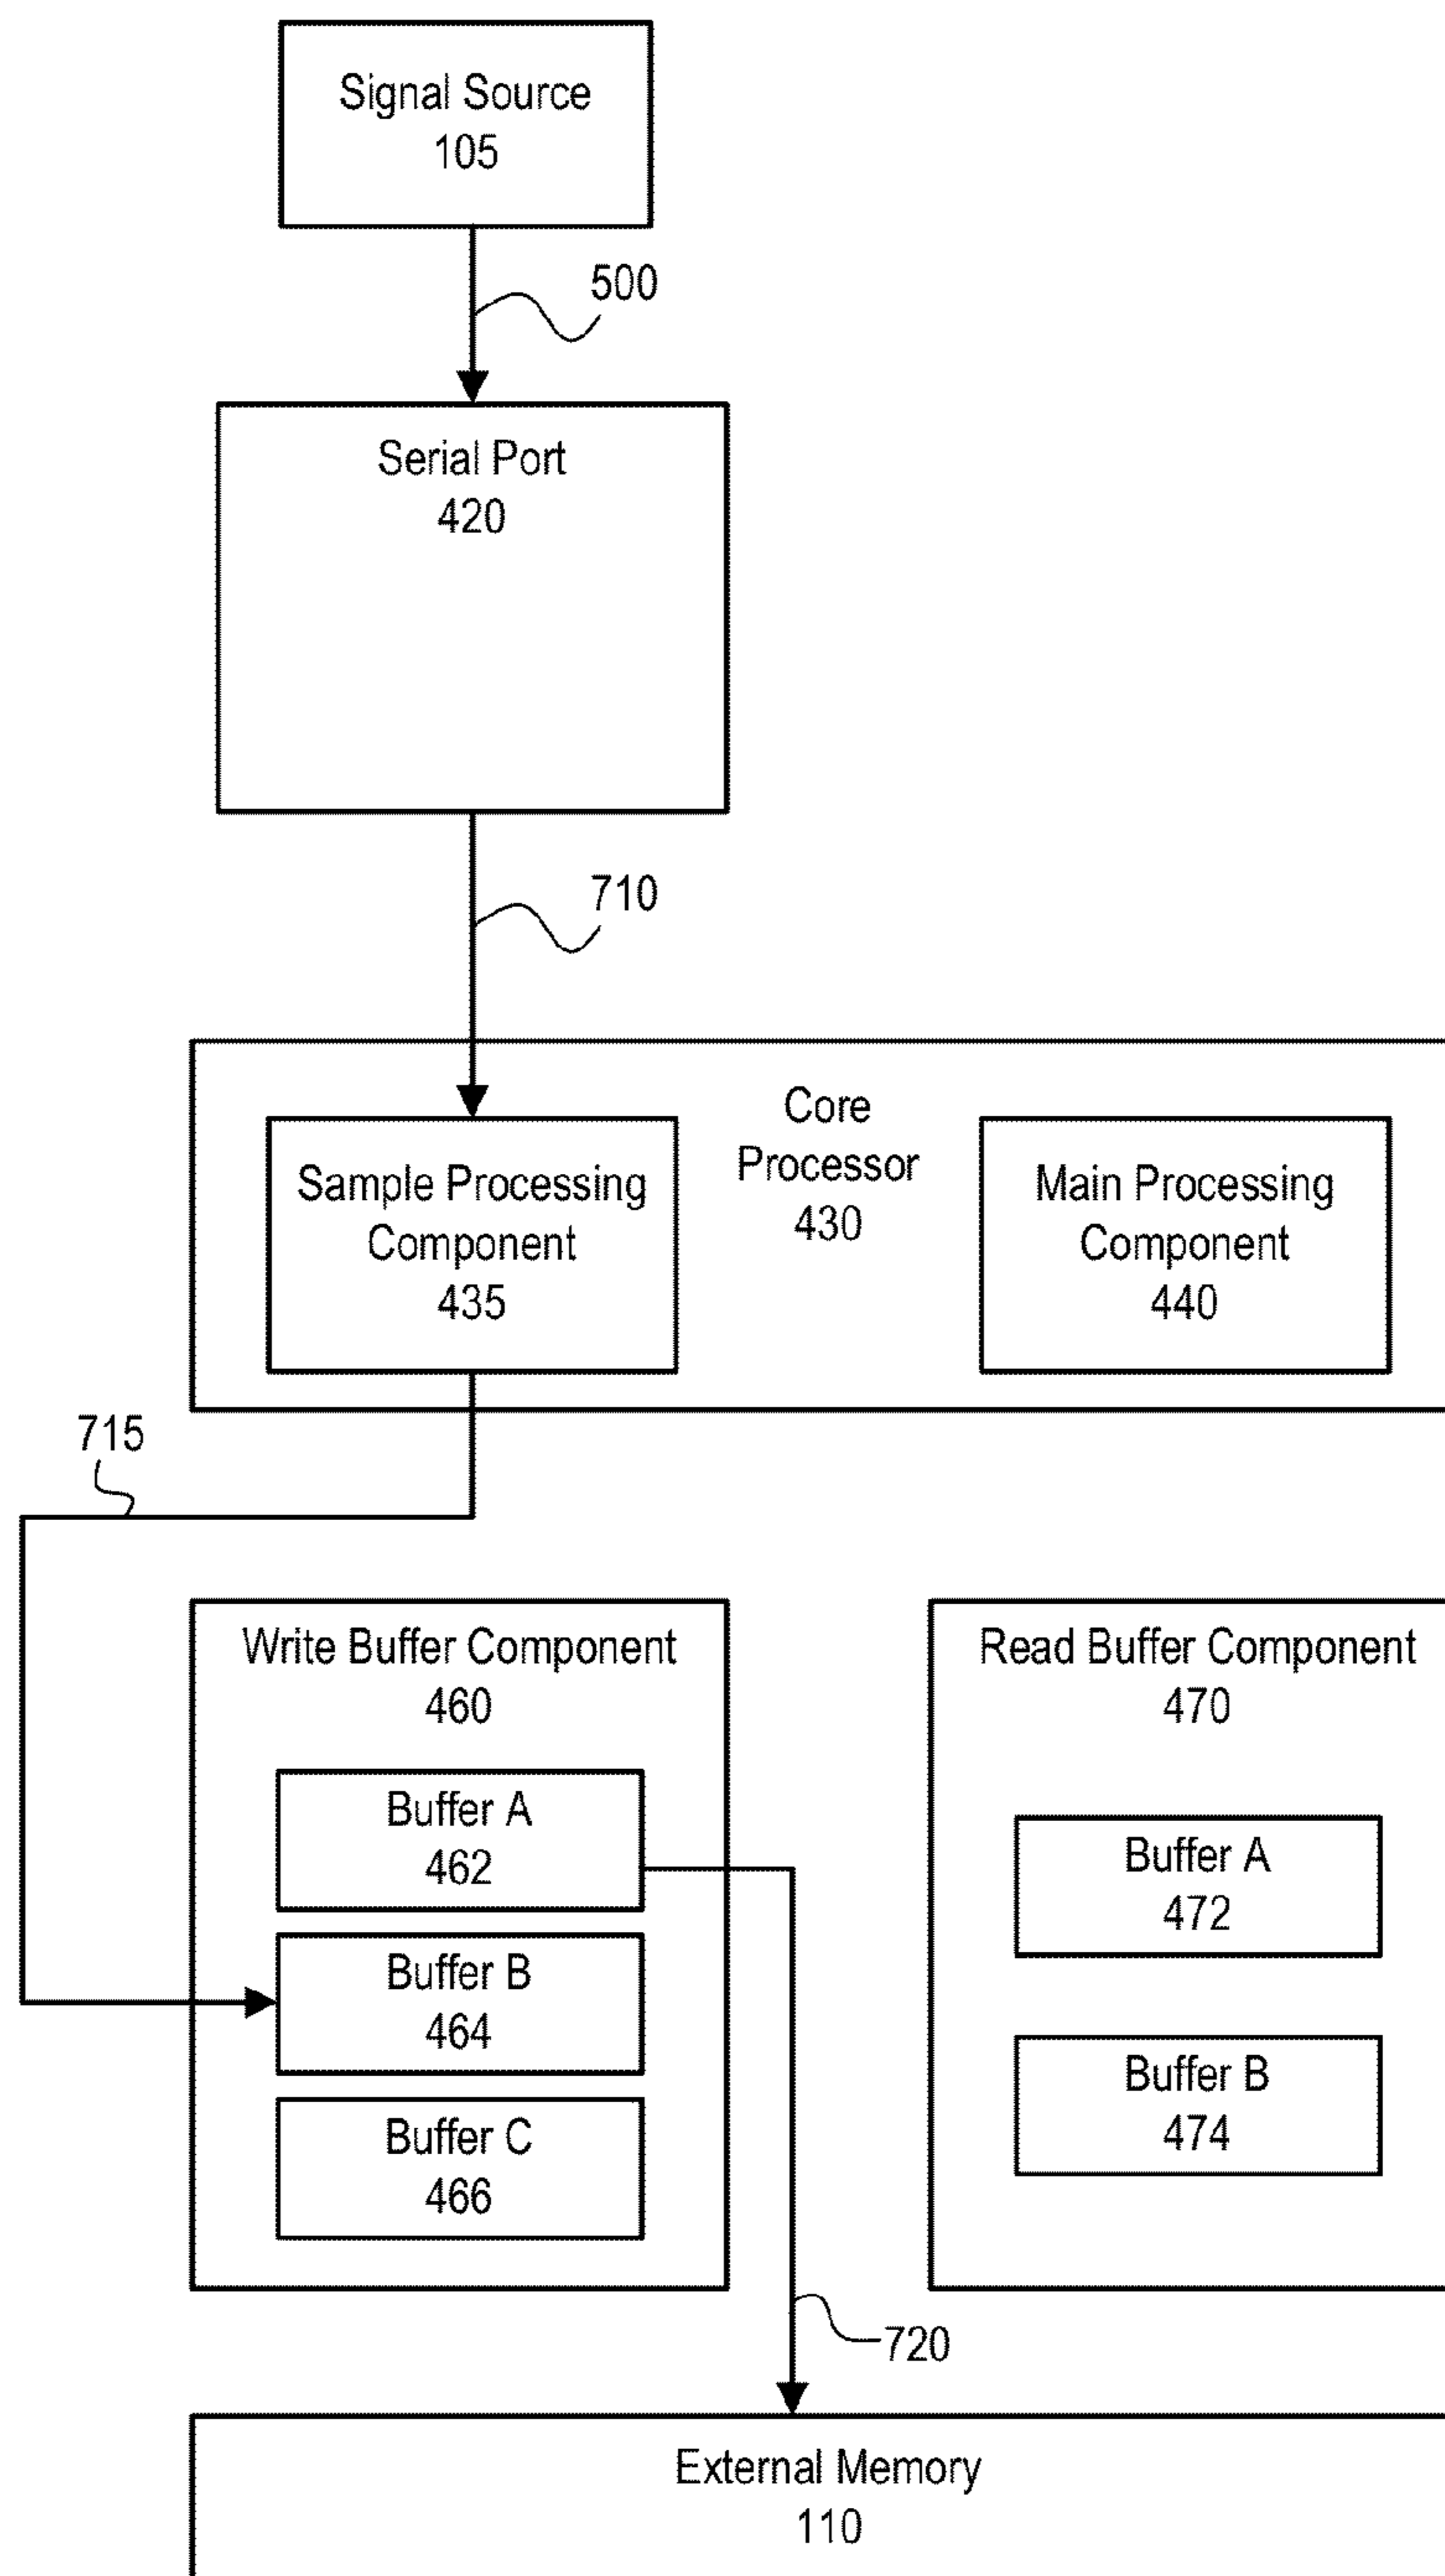 Signal Source
105
500
Serial Port
420
710
Core
Processor
430
Sample Processing
Component
435
Main Processing
Component
440
715
Write Buffer Component
460
Buffer A
462
Buffer B
464
Buffer C
466
Read Buffer Component
470
Buffer A
472
Buffer B
474
720
External Memory
110